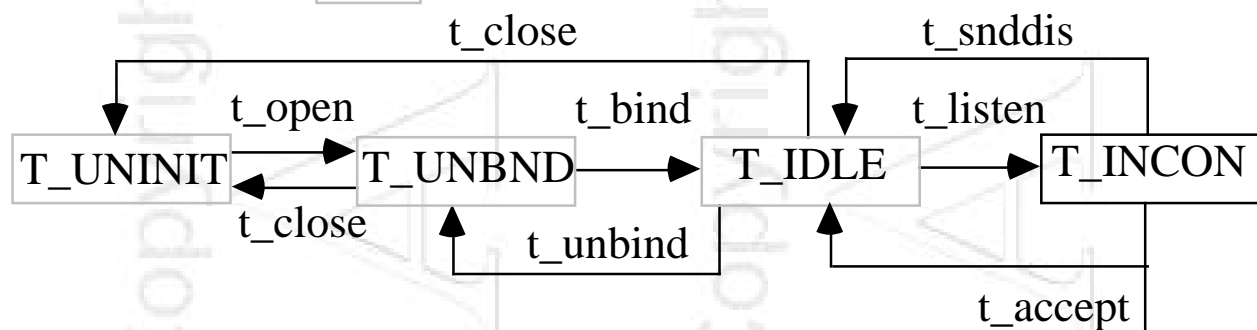 t_close
t_snddis
t_open
t_bind
t_listen
T_UNINIT
T_UNBND
T_IDLE
T_INCON
t_close
t_unbind
t_accept